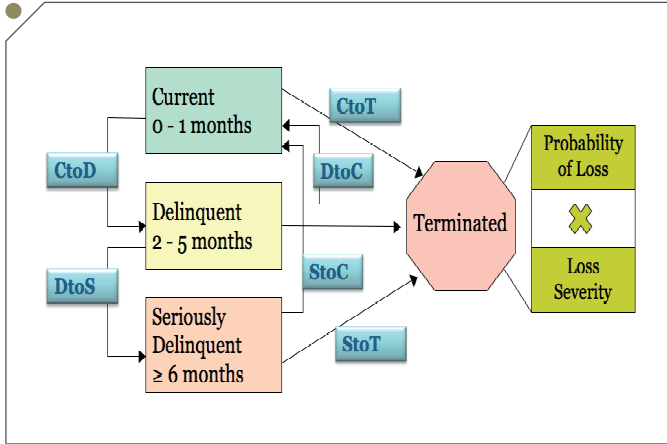 Current
0 - 1 months
CtoT
Probability
of Loss
DtoC
CtoD
Delinquent
2 - 5 months
Terminated
DtoS
StoC
Loss
Severity
Seriously
Delinquent
≥ 6 months
StoT